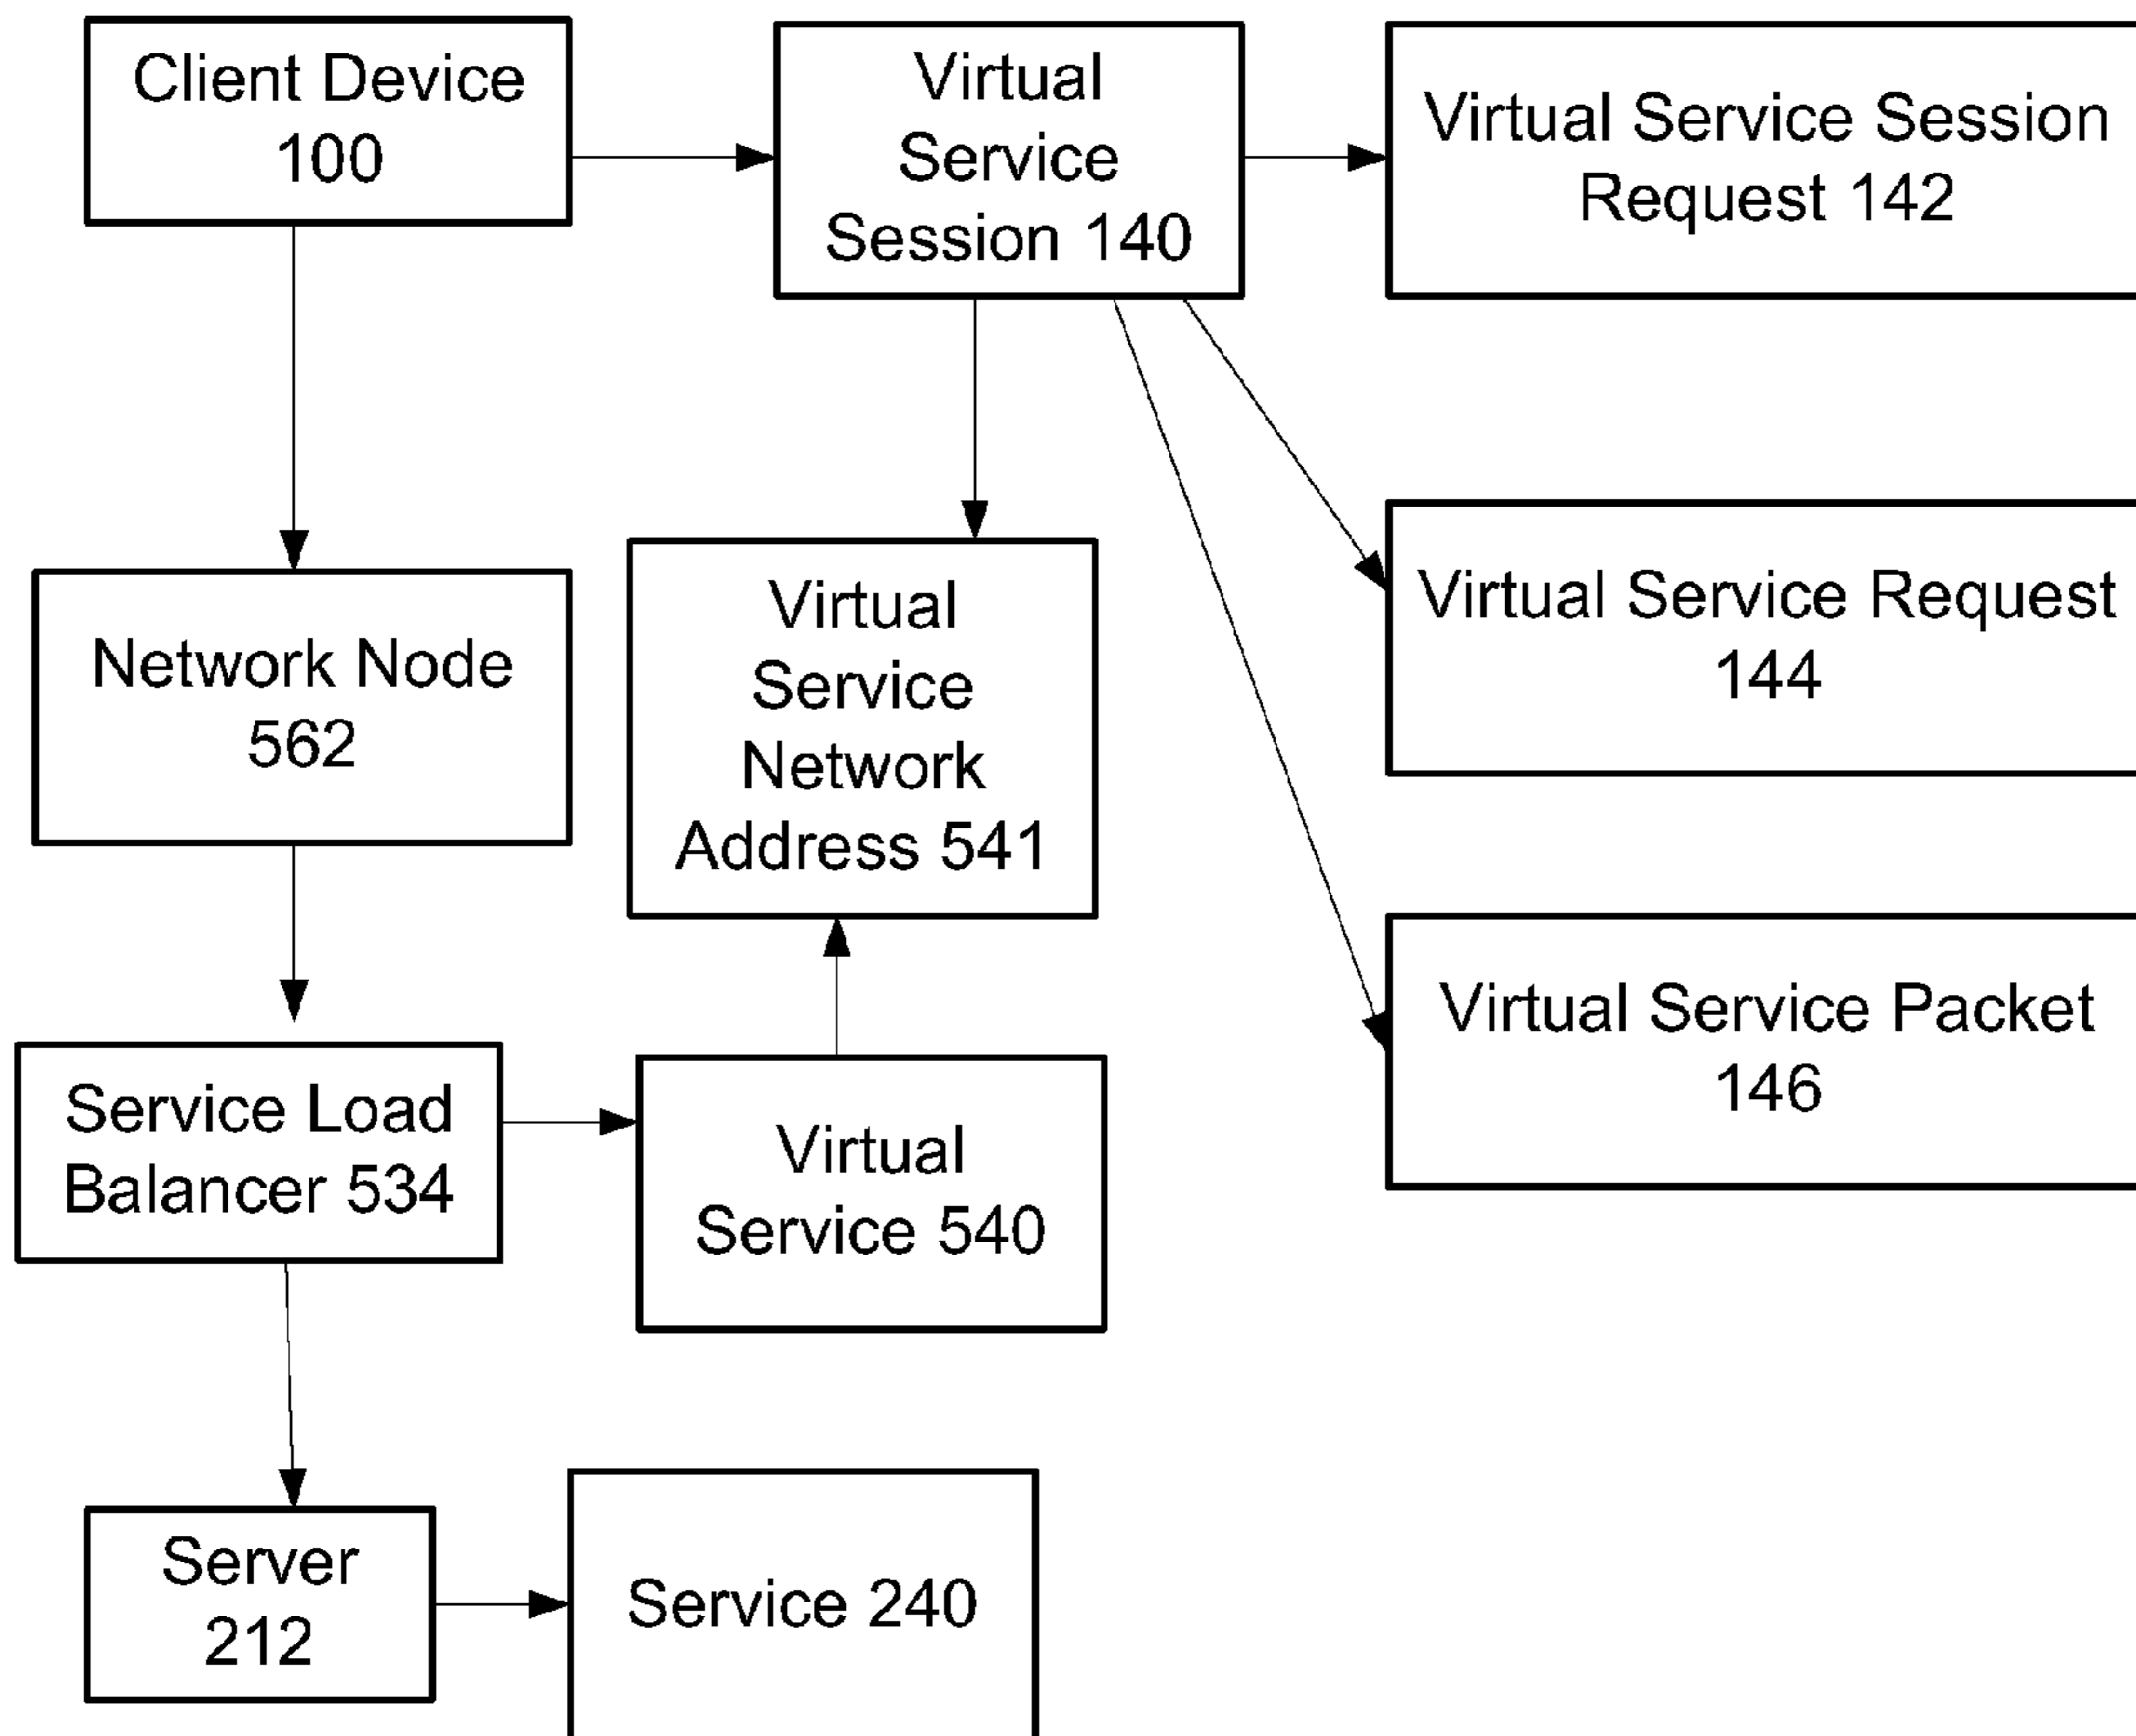 Client Device
100
Virtual
Service
Session 140
Virtual Service Session
Request 142
Network Node
562
Virtual
Service
Network
Address 541
Virtual Service Request
144
Service Load
Balancer 534
Virtual
Service 540
Virtual Service Packet
146
Server
212
Service 240